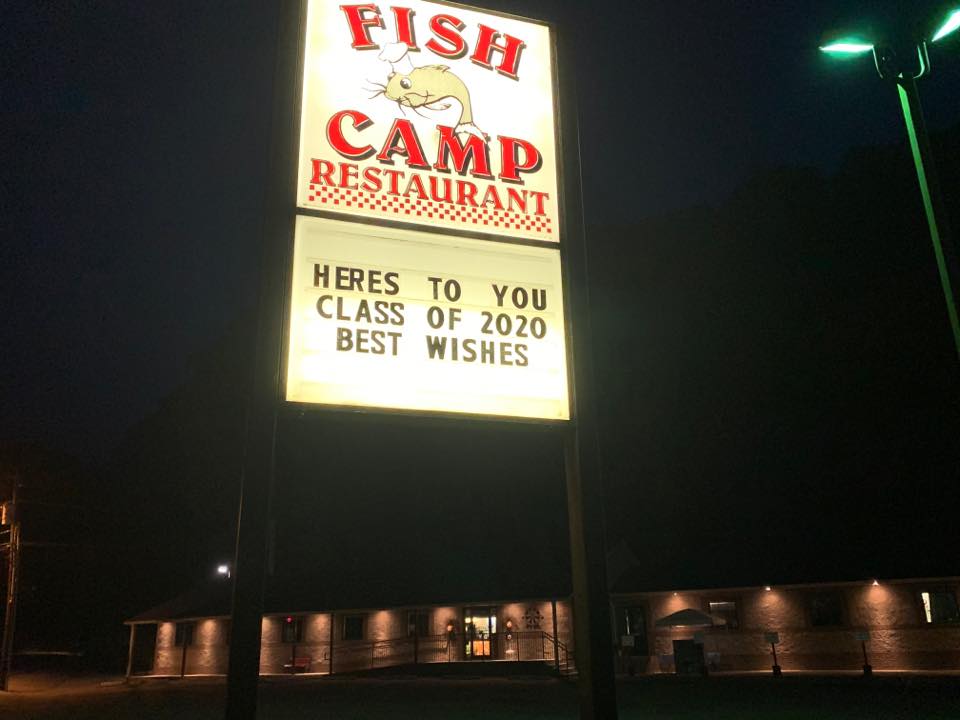 FISH
CAMP
RESTAURANT
HERES TO YOU
CLASS OF 2020
BEST WISHES